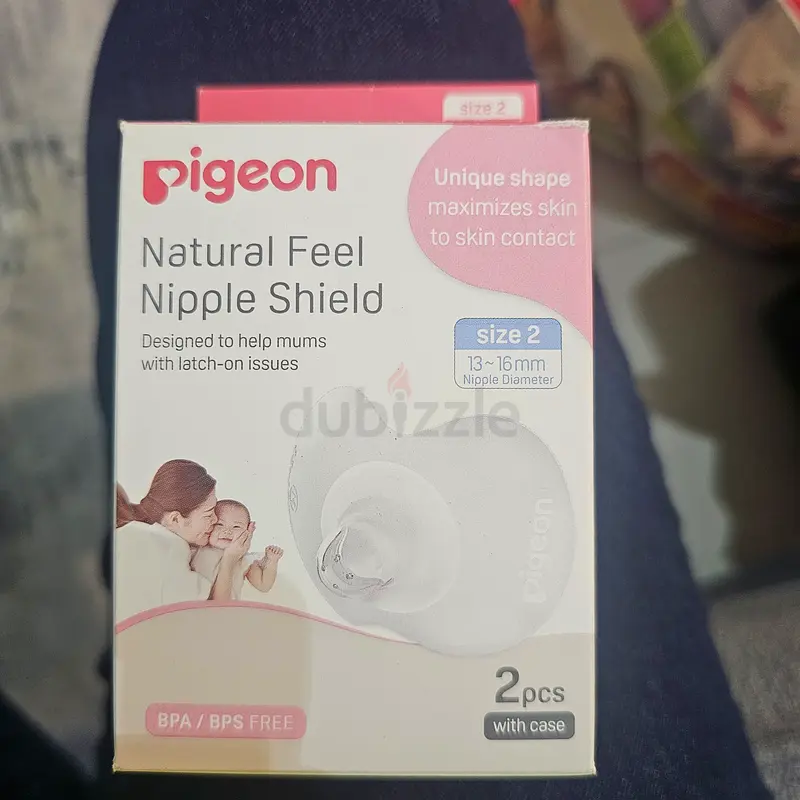 size 2
pigeon
Unique shape
maximizes skin
to skin contact
Natural Feel
Nipple Shield
Designed to help mums
with latch-on issues
size 2
13~16mm
Nipple Diameter
dubizzle
pigeon
BPA / BPS FREE
2pcs
with case